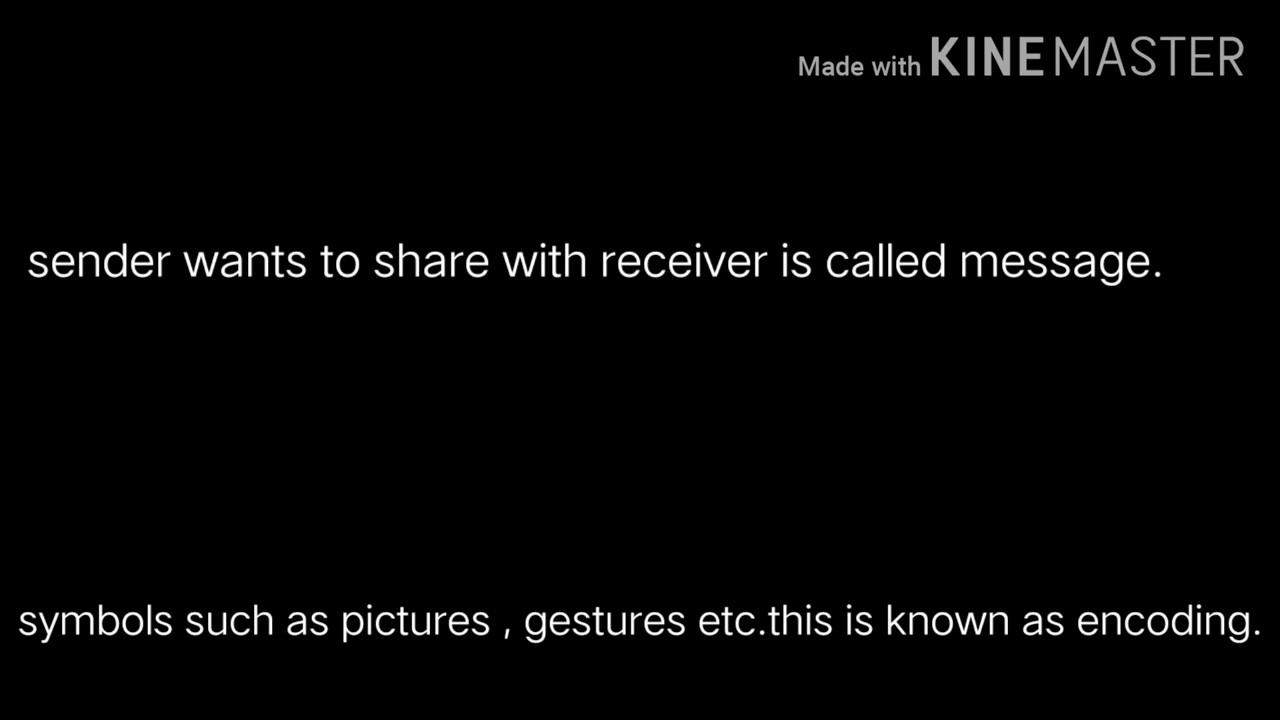 Made with KINEMASTER
sender wants to share with receiver is called message.
symbols such as pictures , gestures etc.this is known as encoding.